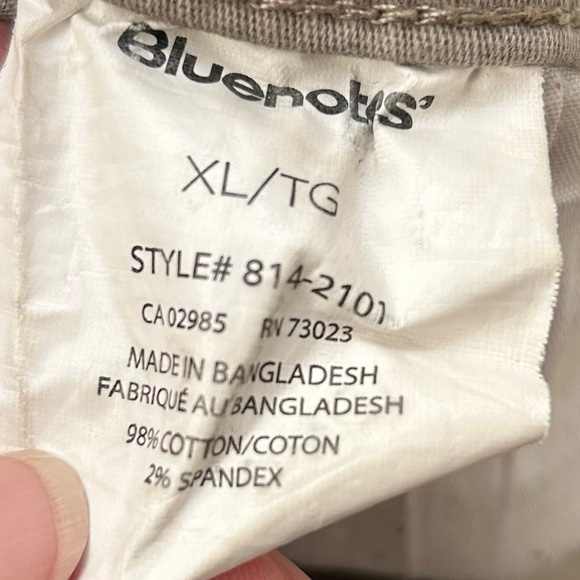 Bluenotes
XL/TG
STYLE# 814-2101
CA 02985 RN 73023
MADE IN BANGLADESH
FABRIQUÉ AU BANGLADESH
98% COTTON/COTON
2% SPANDEX